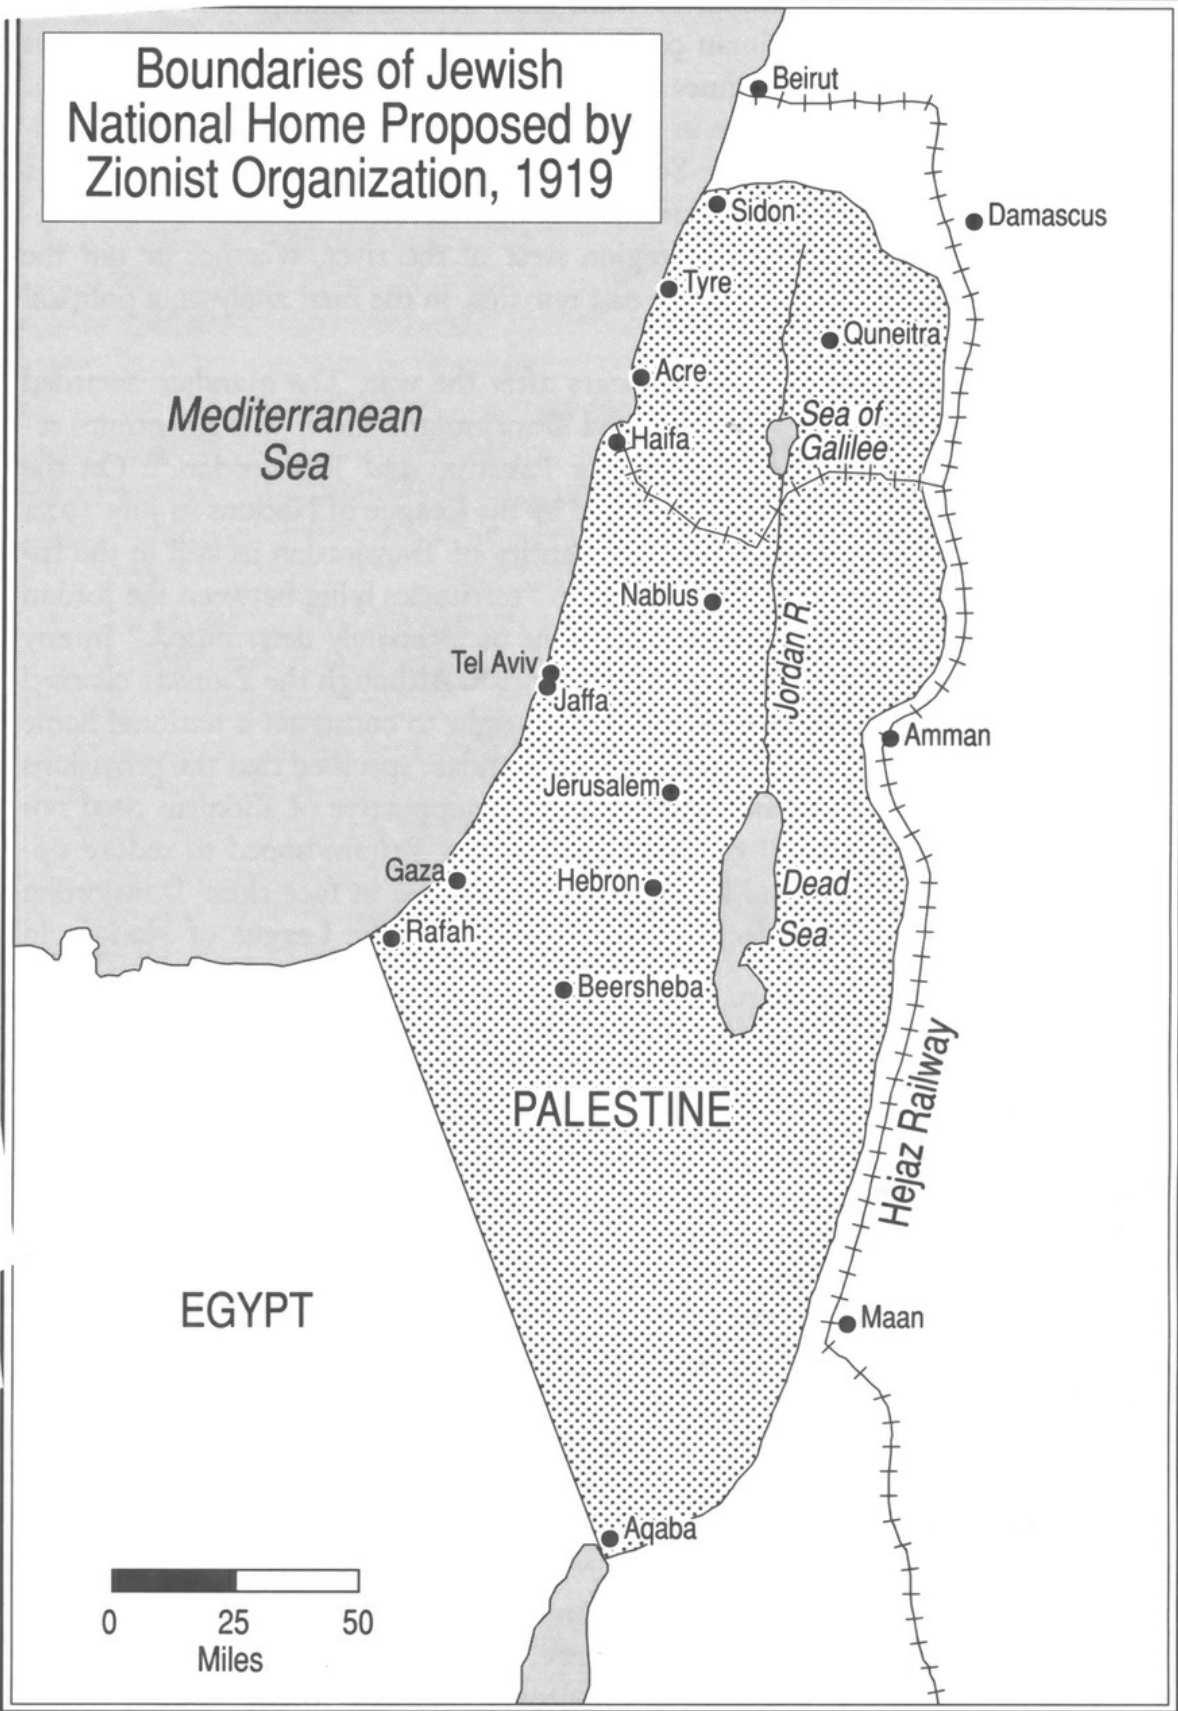 Boundaries of Jewish
National Home Proposed by
Zionist Organization, 1919
Beirut
Sidon
Damascus
Tyre
Quneitra
Acre
Mediterranean
Sea
Sea of
Galilee
Haifa
Nablus
Jordan R.
Tel Aviv
Jaffa
Amman
Jerusalem
Gaza
Hebron
Dead
Sea
Rafah
Beersheba
PALESTINE
Hejaz Railway
EGYPT
Maan
Aqaba
0 25 50
Miles